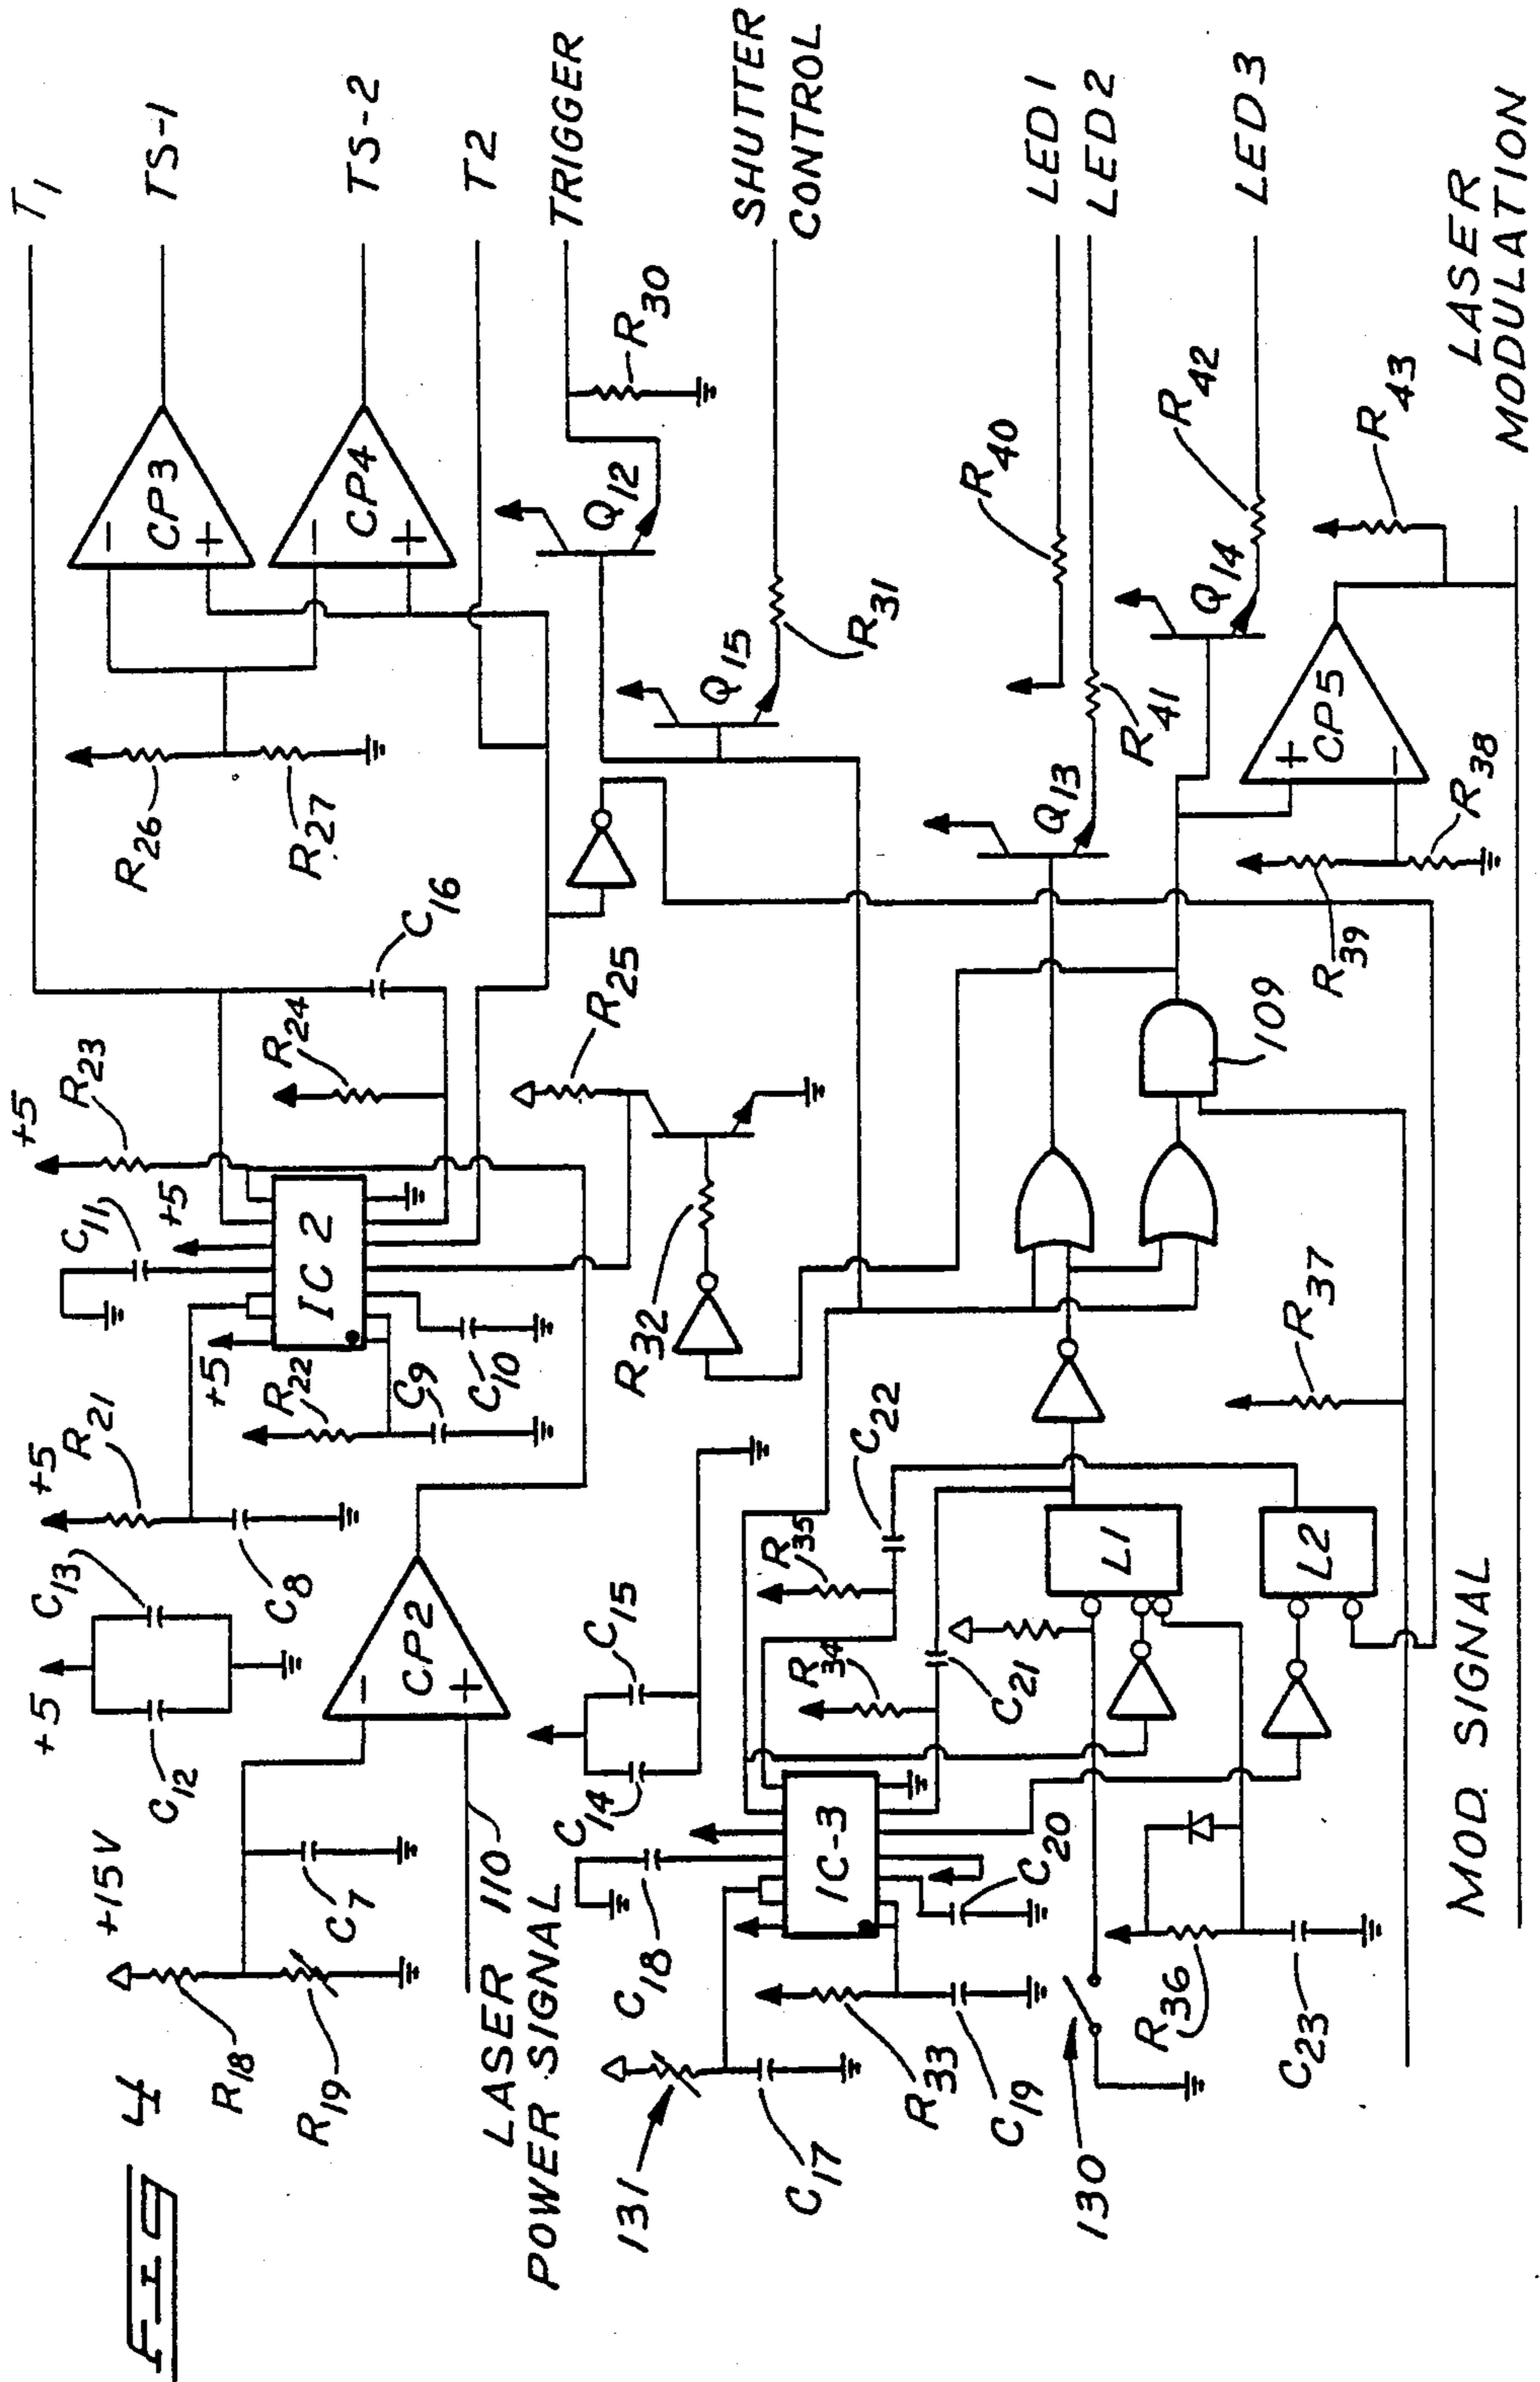 FIG 4
+15V
R18
R19
C7
LASER 110
POWER SIGNAL
+5
C12
C13
CP2
- +
+5
R21
C8
+5
R22
C9
C10
C11
+5
IC 2
+5
R23
R24
C16
R25
R32
R26
R27
CP3
- +
CP4
- +
T1
TS-1
TS-2
T2
TRIGGER
Q12
R30
Q15
R31
SHUTTER
CONTROL
131
C17
C18
C14
C15
IC-3
R33
C19
C20
R34
R35
C21
C22
130
R36
C23
L1
L2
R37
109
Q13
R40
R41
LED 1
LED 2
Q14
R42
LED 3
CP5
+ -
R39
R38
R43
MOD. SIGNAL
LASER
MODULATION